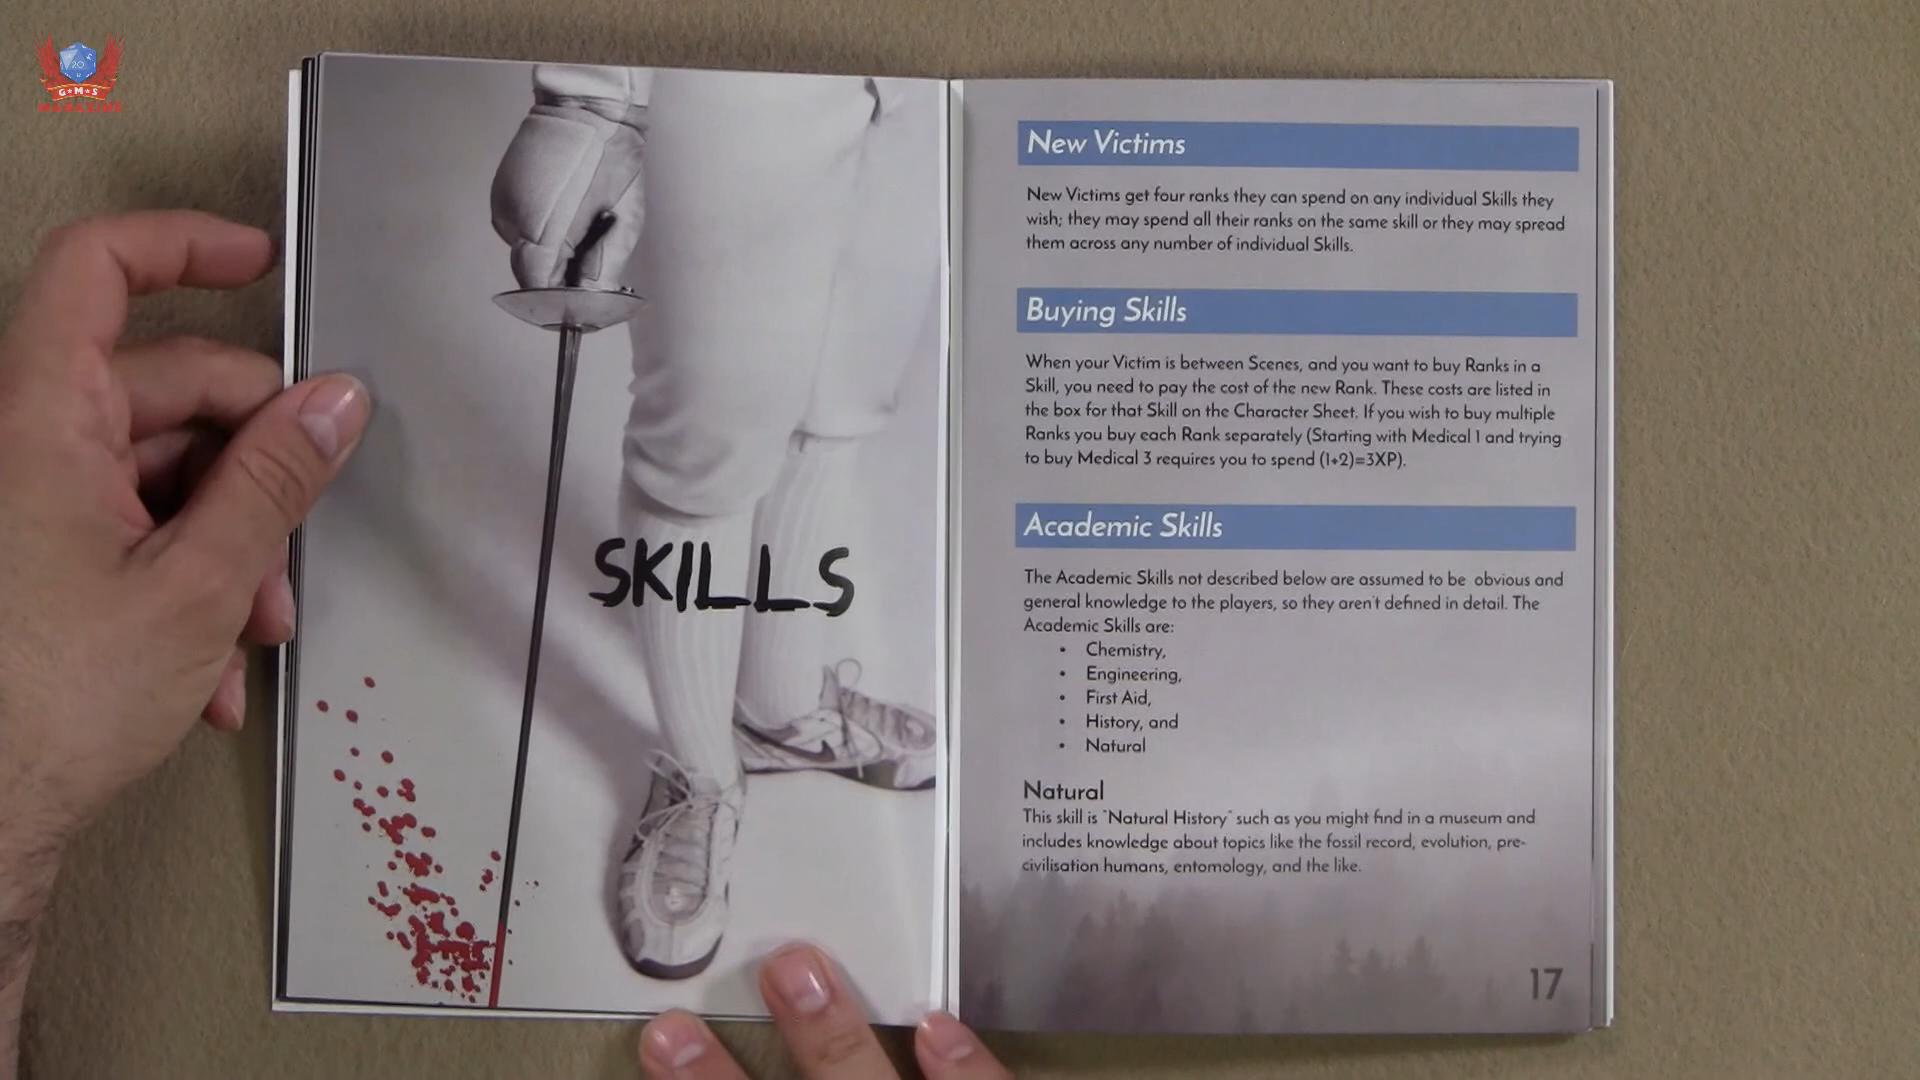 20
G★M★S
MAGAZINE
SKILLS
New Victims
New Victims get four ranks they can spend on any individual Skills they
wish; they may spend all their ranks on the same skill or they may spread
them across any number of individual Skills.
Buying Skills
When your Victim is between Scenes, and you want to buy Ranks in a
Skill, you need to pay the cost of the new Rank. These costs are listed in
the box for that Skill on the Character Sheet. If you wish to buy multiple
Ranks you buy each Rank separately (Starting with Medical 1 and trying
to buy Medical 3 requires you to spend (1+2)=3XP).
Academic Skills
The Academic Skills not described below are assumed to be obvious and
general knowledge to the players, so they aren't defined in detail. The
Academic Skills are:
• Chemistry,
• Engineering,
• First Aid,
• History, and
• Natural
Natural
This skill is "Natural History" such as you might find in a museum and
includes knowledge about topics like the fossil record, evolution, pre-
civilisation humans, entomology, and the like.
17